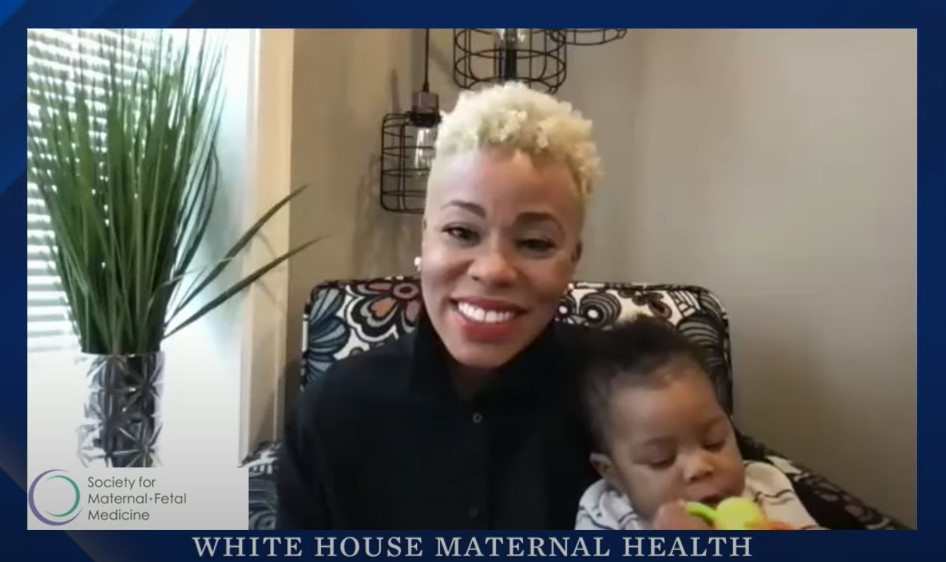 Society for
Maternal•Fetal
Medicine
WHITE HOUSE MATERNAL HEALTH